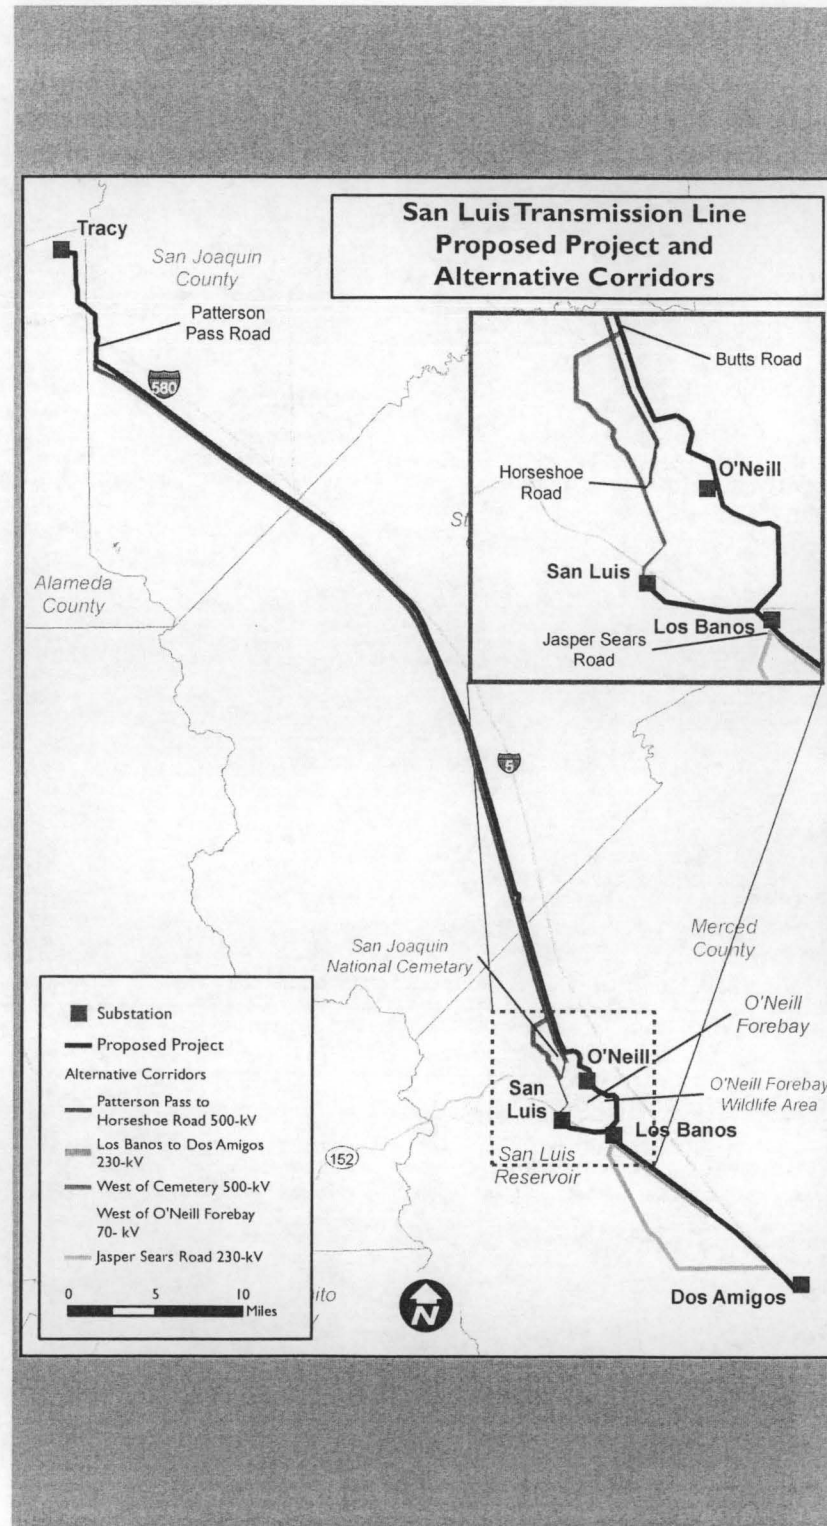 San Luis Transmission Line
Proposed Project and
Alternative Corridors
Tracy
San Joaquin
County
Patterson
Pass Road
580
Butts Road
O'Neill
Horseshoe
Road
St
San Luis
Los Banos
Jasper Sears
Road
Alameda
County
5
San Joaquin
National Cemetary
Merced
County
O'Neill
Forebay
O'Neill
O'Neill Forebay
Wildlife Area
San
Luis
Los Banos
152
San Luis
Reservoir
Dos Amigos
Substation
Proposed Project
Alternative Corridors
Patterson Pass to
Horseshoe Road 500-kV
Los Banos to Dos Amigos
230-kV
West of Cemetery 500-kV
West of O'Neill Forebay
70- kV
Jasper Sears Road 230-kV
0 5 10
Miles
ito
N